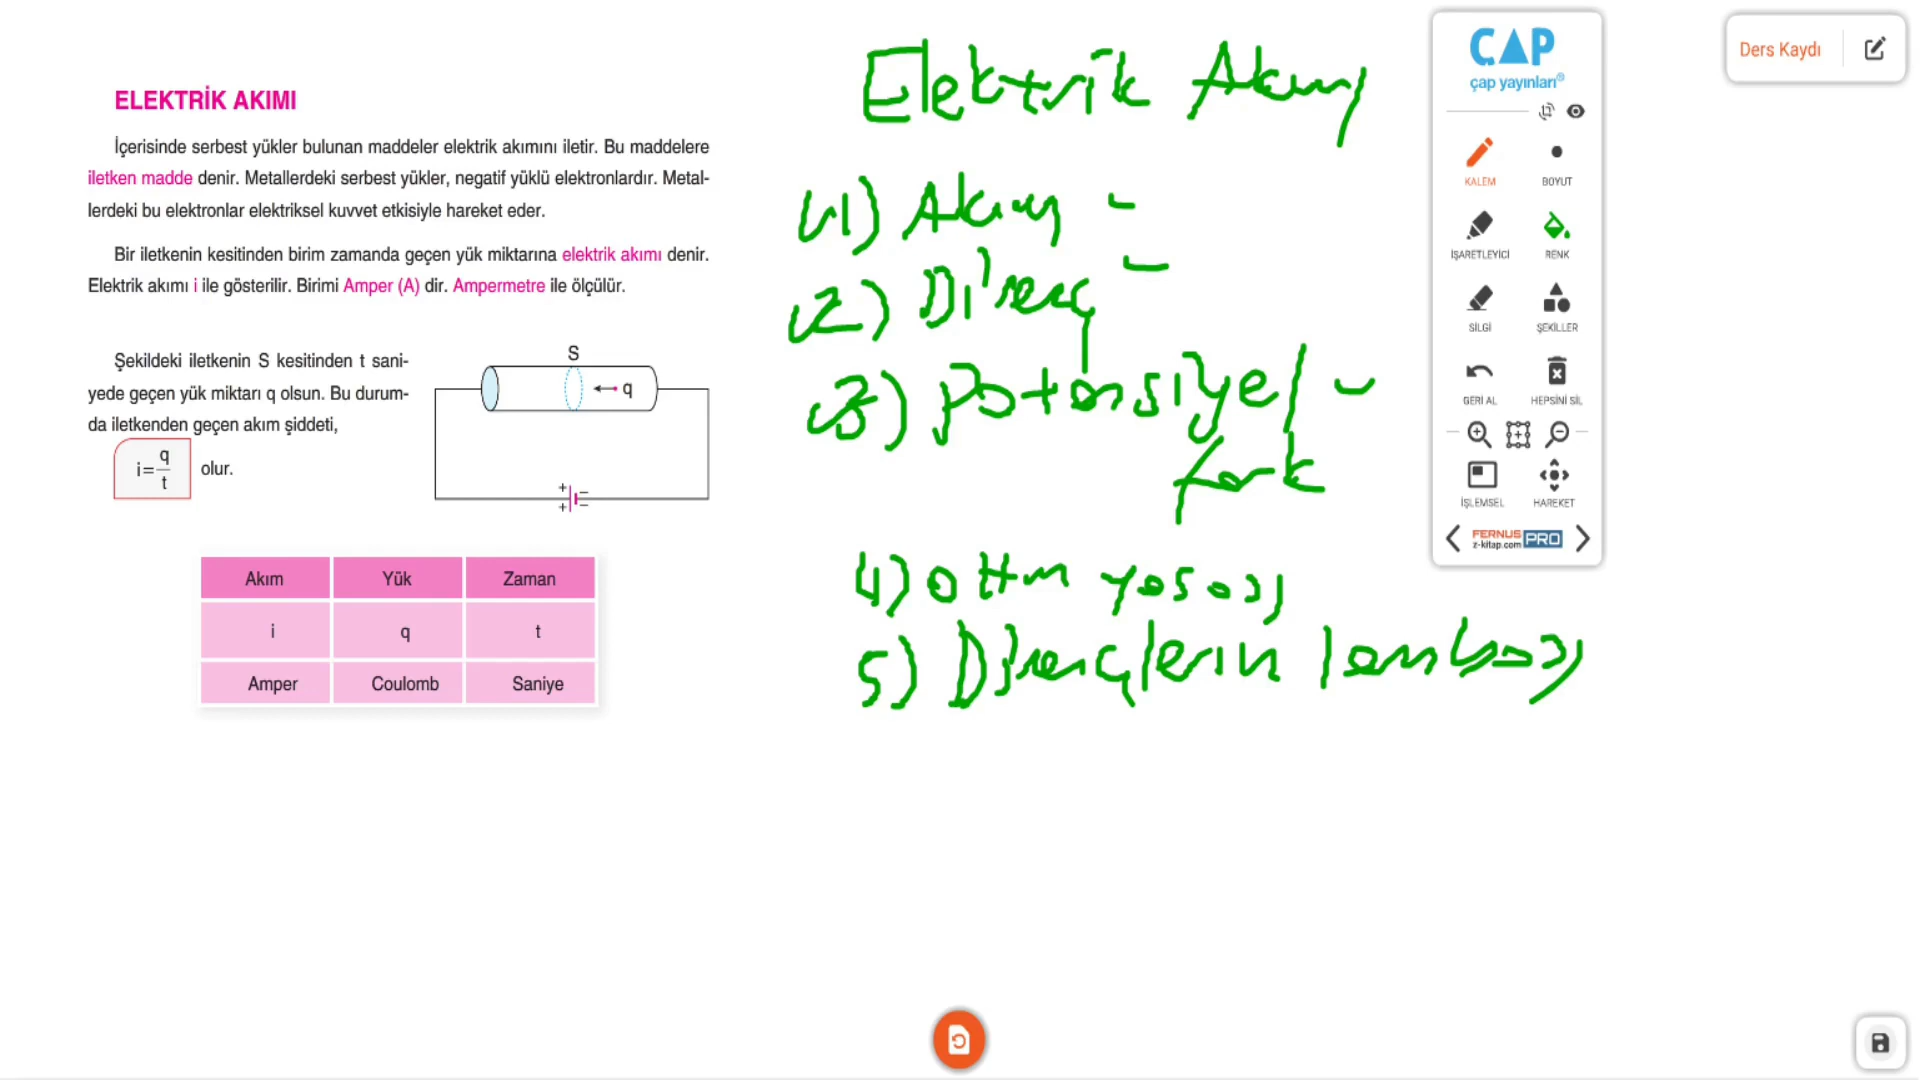 ELEKTRİK AKIMI
İçerisinde serbest yükler bulunan maddeler elektrik akımını iletir. Bu maddelere
iletken madde denir. Metallerdeki serbest yükler, negatif yüklü elektronlardır. Metal-
lerdeki bu elektronlar elektriksel kuvvet etkisiyle hareket eder.
Bir iletkenin kesitinden birim zamanda geçen yük miktarına elektrik akımı denir.
Elektrik akımı i ile gösterilir. Birimi Amper (A) dir. Ampermetre ile ölçülür.
Şekildeki iletkenin S kesitinden t sani-
yede geçen yük miktarı q olsun. Bu durum-
da iletkenden geçen akım şiddeti,
i = q/t olur.
S
q
+ −
+ −
Akım Yük Zaman
i q t
Amper Coulomb Saniye
Elektrik Akımı
1) Akım -
2) Direnç -
3) potansiyel -
fark
4) oHm yasası
5) Dirençlerin
ÇAP
çap yayınları®
KALEM BOYUT
İŞARETLEYİCİ RENK
SİLGİ ŞEKİLLER
GERİ AL HEPSİNİ SİL
İŞLEMSEL HAREKET
FERNUS PRO
z-kitap.com
Ders Kaydı